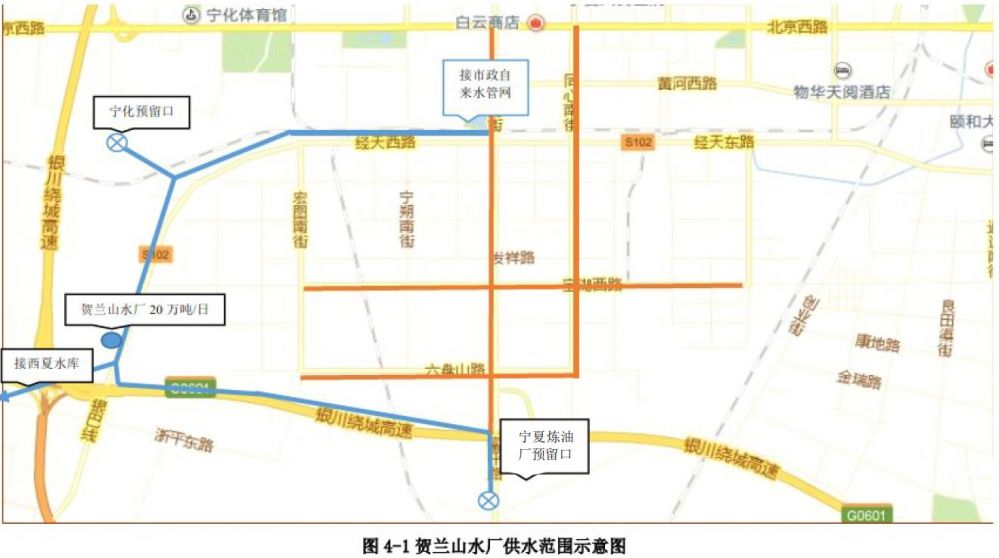 宁化体育馆
白云商店
京西路
北京西路
接市政自
来水管网
黄河西路
同心南街
物华天阅酒店
宁化预留口
颐和大
经天西路
S102
经天东路
银川绕城高速
宏图南街
宁朔南街
S102
发祥路
宝湖西路
贺兰山水厂 20 万吨/日
创业街
良田渠街
康地路
接西夏水库
六盘山路
金瑞路
G0601
银巴线
银川绕城高速
浙平东路
宁夏炼油
厂预留口
银川绕城高速
G0601
图 4-1 贺兰山水厂供水范围示意图